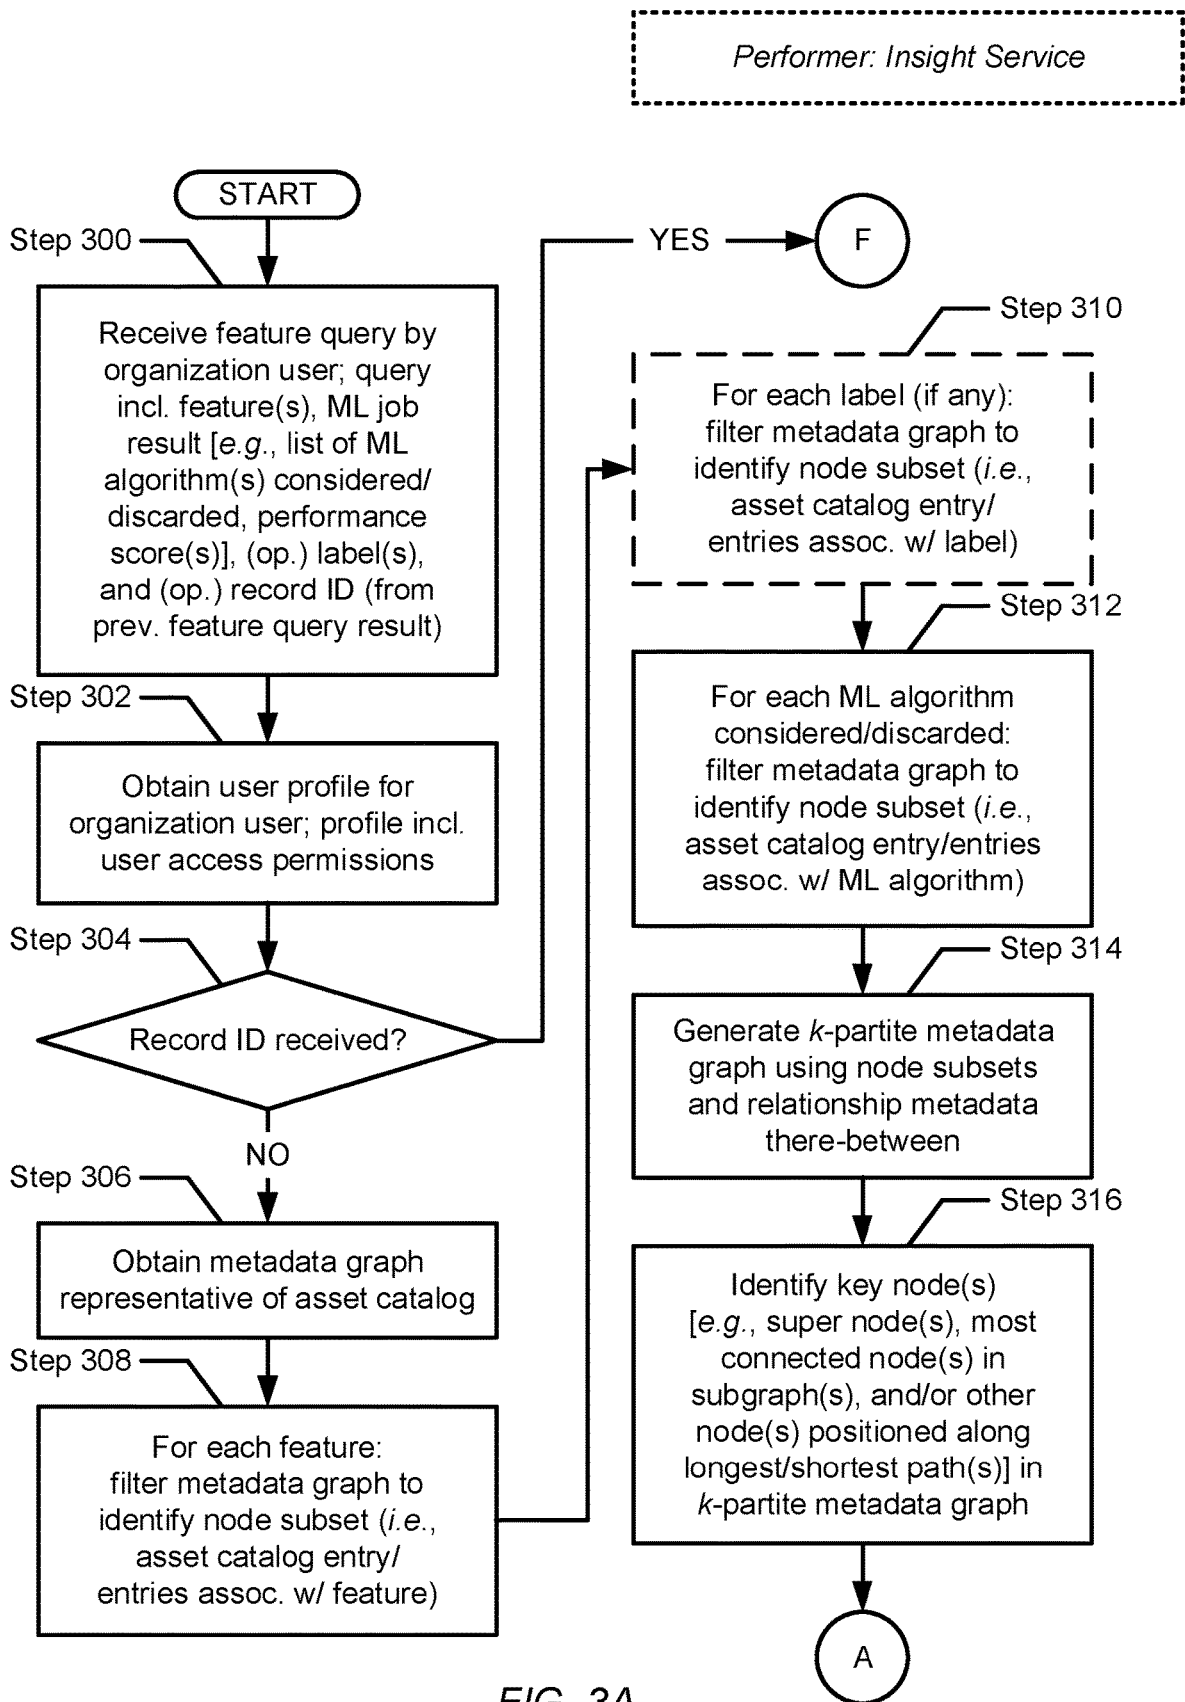 Performer: Insight Service
START
Step 300
Receive feature query by
organization user; query
incl. feature(s), ML job
result [e.g., list of ML
algorithm(s) considered/
discarded, performance
score(s)], (op.) label(s),
and (op.) record ID (from
prev. feature query result)
Step 302
Obtain user profile for
organization user; profile incl.
user access permissions
Step 304
Record ID received?
YES
F
NO
Step 306
Obtain metadata graph
representative of asset catalog
Step 308
For each feature:
filter metadata graph to
identify node subset (i.e.,
asset catalog entry/
entries assoc. w/ feature)
Step 310
For each label (if any):
filter metadata graph to
identify node subset (i.e.,
asset catalog entry/
entries assoc. w/ label)
Step 312
For each ML algorithm
considered/discarded:
filter metadata graph to
identify node subset (i.e.,
asset catalog entry/entries
assoc. w/ ML algorithm)
Step 314
Generate k-partite metadata
graph using node subsets
and relationship metadata
there-between
Step 316
Identify key node(s)
[e.g., super node(s), most
connected node(s) in
subgraph(s), and/or other
node(s) positioned along
longest/shortest path(s)] in
k-partite metadata graph
A
FIG. 3A